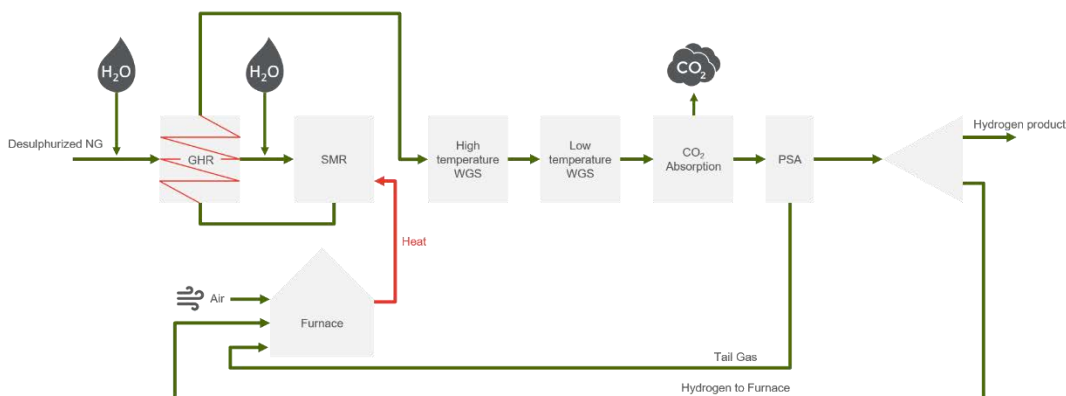 H₂O
H₂O
CO₂
Desulphurized NG
GHR
SMR
High
temperature
WGS
Low
temperature
WGS
CO₂
Absorption
PSA
Hydrogen product
Heat
Air
Furnace
Tail Gas
Hydrogen to Furnace